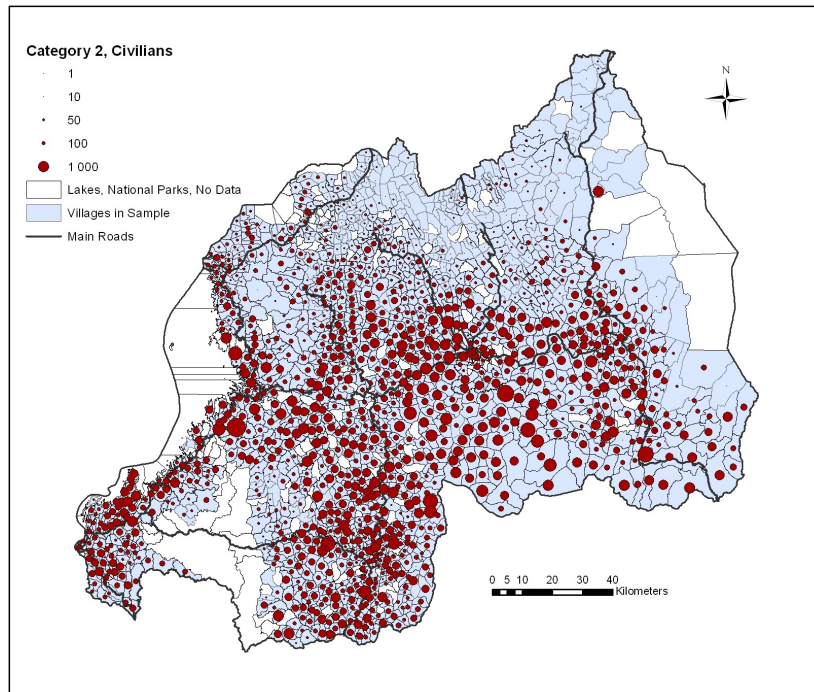 Category 2, Civilians
1
10
50
100
1 000
Lakes, National Parks, No Data
Villages in Sample
Main Roads
N
0 5 10 20 30 40
Kilometers